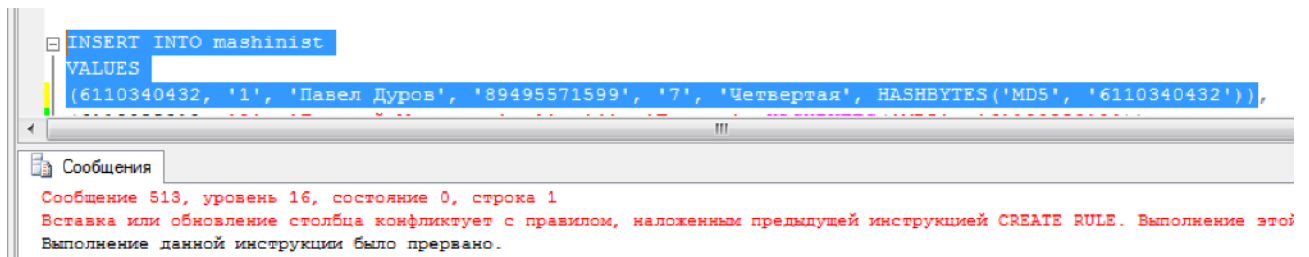 INSERT INTO mashinist
VALUES
(6110340432, '1', 'Павел Дуров', '89495571599', '7', 'Четвертая', HASHBYTES('MD5', '6110340432')),
Сообщения
Сообщение 513, уровень 16, состояние 0, строка 1
Вставка или обновление столбца конфликтует с правилом, наложенным предыдущей инструкцией CREATE RULE. Выполнение этой
Выполнение данной инструкции было прервано.